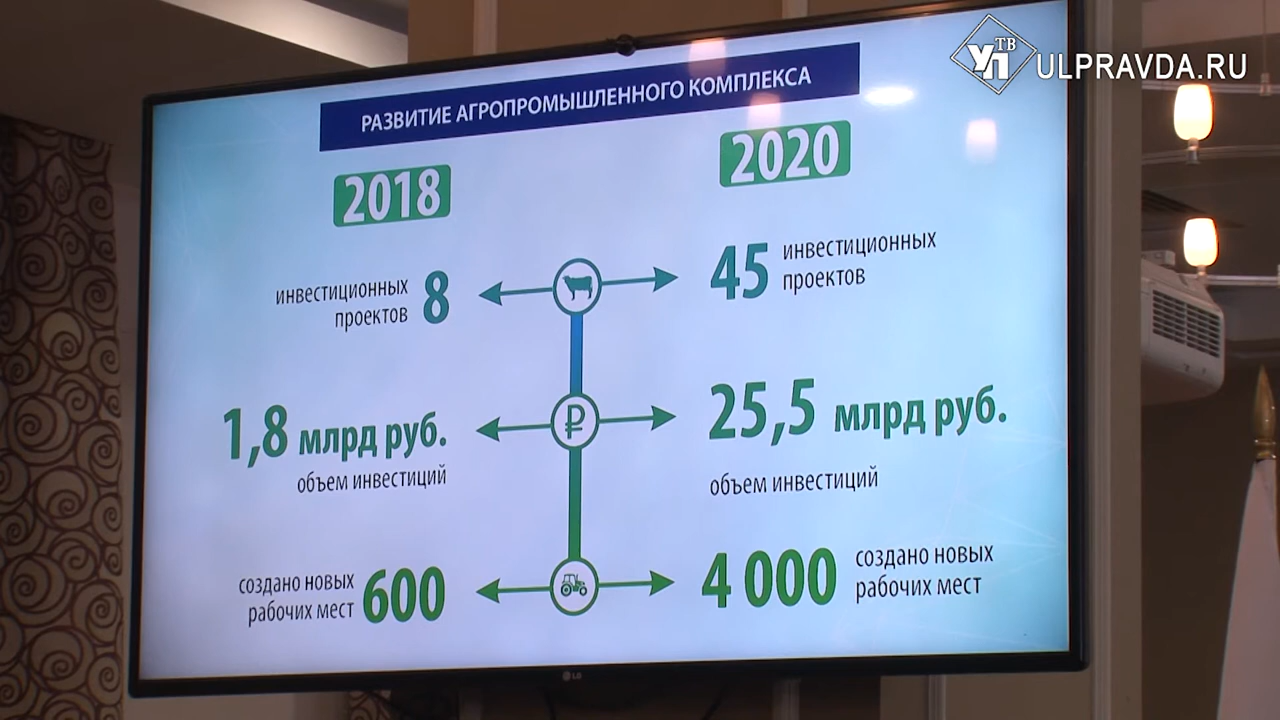 УП ТВ ULPRAVDA.RU
РАЗВИТИЕ АГРОПРОМЫШЛЕННОГО КОМПЛЕКСА
2018
2020
инвестиционных
проектов 8
45 инвестиционных
проектов
1,8 млрд руб.
объем инвестиций
₽
25,5 млрд руб.
объем инвестиций
создано новых
рабочих мест 600
4 000 создано новых
рабочих мест
LG